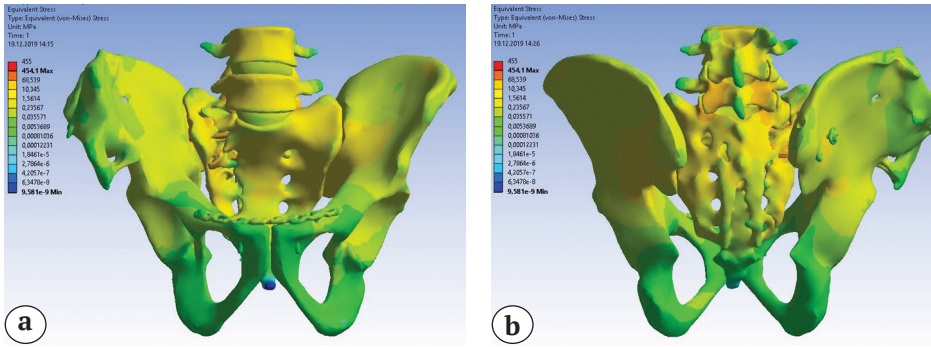 Equivalent Stress
Type: Equivalent (von-Mises) Stress
Unit: MPa
Time: 1
19.12.2019 14:15
455
454,1 Max
68,539
10,345
1,5614
0,23567
0,035571
0,0053689
0,00081036
0,00012231
1,8461e-5
2,7864e-6
4,2057e-7
6,3478e-8
9,581e-9 Min
a
Equivalent Stress
Type: Equivalent (von-Mises) Stress
Unit: MPa
Time: 1
19.12.2019 14:26
455
454,1 Max
68,539
10,345
1,5614
0,23567
0,035571
0,0053689
0,00081036
0,00012231
1,8461e-5
2,7864e-6
4,2057e-7
6,3478e-8
9,581e-9 Min
b